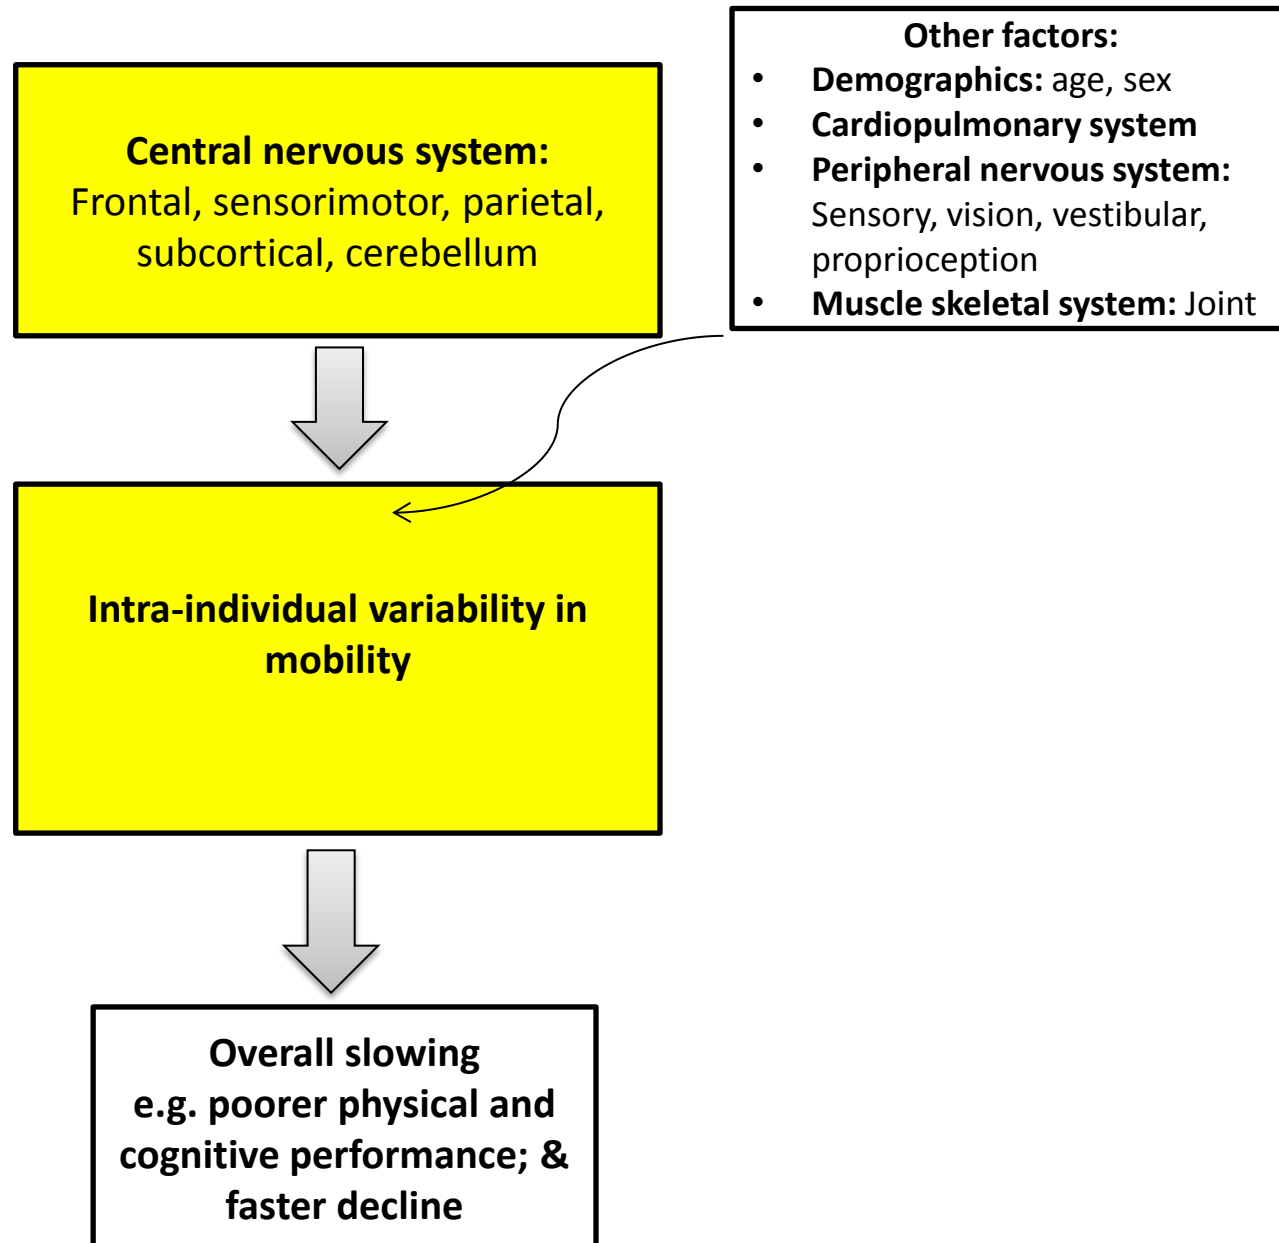 Central nervous system:
Frontal, sensorimotor, parietal,
subcortical, cerebellum
Other factors:
• Demographics: age, sex
• Cardiopulmonary system
• Peripheral nervous system:
Sensory, vision, vestibular,
proprioception
• Muscle skeletal system: Joint
Intra-individual variability in
mobility
Overall slowing
e.g. poorer physical and
cognitive performance; &
faster decline